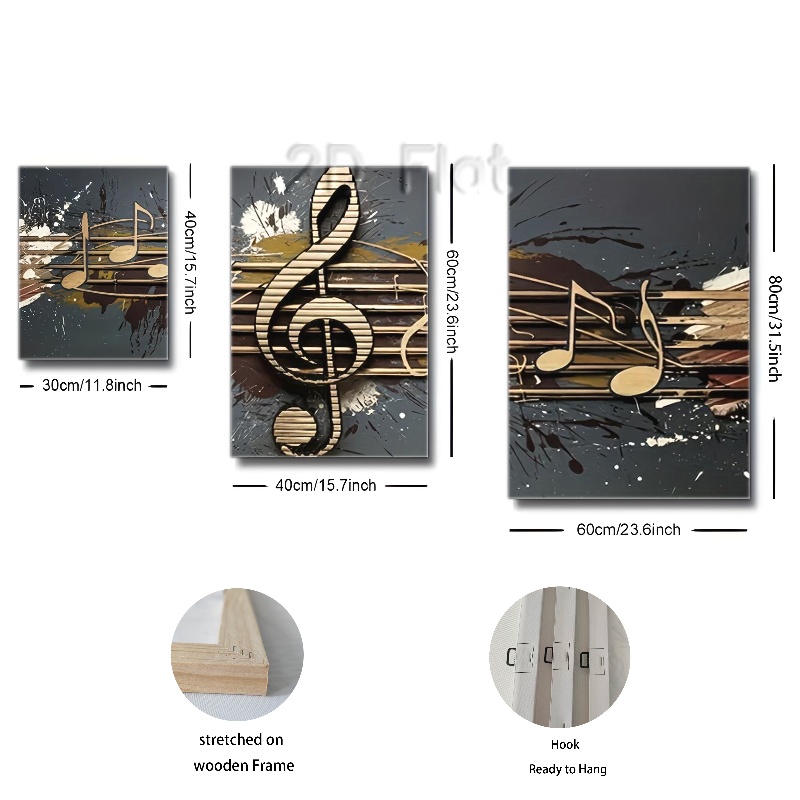 2D Flat
40cm/15.7inch
30cm/11.8inch
60cm/23.6inch
40cm/15.7inch
80cm/31.5inch
60cm/23.6inch
stretched on
wooden Frame
Hook
Ready to Hang